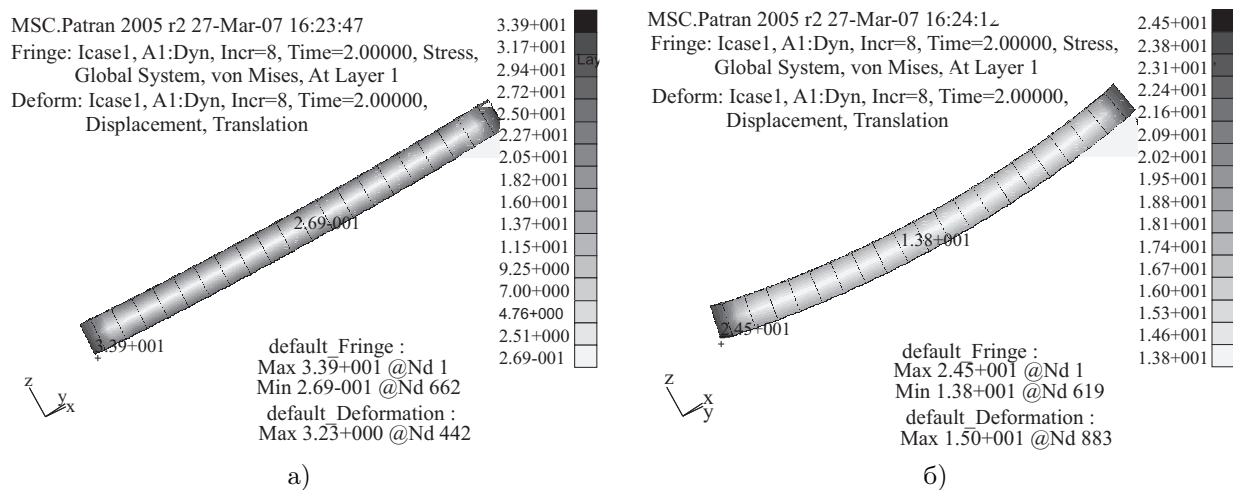 MSC.Patran 2005 r2 27-Mar-07 16:23:47
Fringe: Icase1, A1:Dyn, Incr=8, Time=2.00000, Stress,
Global System, von Mises, At Layer 1
Deform: Icase1, A1:Dyn, Incr=8, Time=2.00000,
Displacement, Translation
3.39+001
3.17+001
Lay
2.94+001
2.72+001
2.50+001
2.27+001
2.05+001
1.82+001
1.60+001
1.37+001
1.15+001
9.25+000
7.00+000
4.76+000
2.51+000
2.69-001
2.69-001
3.39+001
default_Fringe :
Max 3.39+001 @Nd 1
Min 2.69-001 @Nd 662
default_Deformation :
Max 3.23+000 @Nd 442
z
y
x
а)
MSC.Patran 2005 r2 27-Mar-07 16:24:12
Fringe: Icase1, A1:Dyn, Incr=8, Time=2.00000, Stress,
Global System, von Mises, At Layer 1
Deform: Icase1, A1:Dyn, Incr=8, Time=2.00000,
Displacement, Translation
2.45+001
2.38+001
2.31+001
2.24+001
2.16+001
2.09+001
2.02+001
1.95+001
1.88+001
1.81+001
1.74+001
1.67+001
1.60+001
1.53+001
1.46+001
1.38+001
1.38+001
2.45+001
default_Fringe :
Max 2.45+001 @Nd 1
Min 1.38+001 @Nd 619
default_Deformation :
Max 1.50+001 @Nd 883
z
x
y
б)